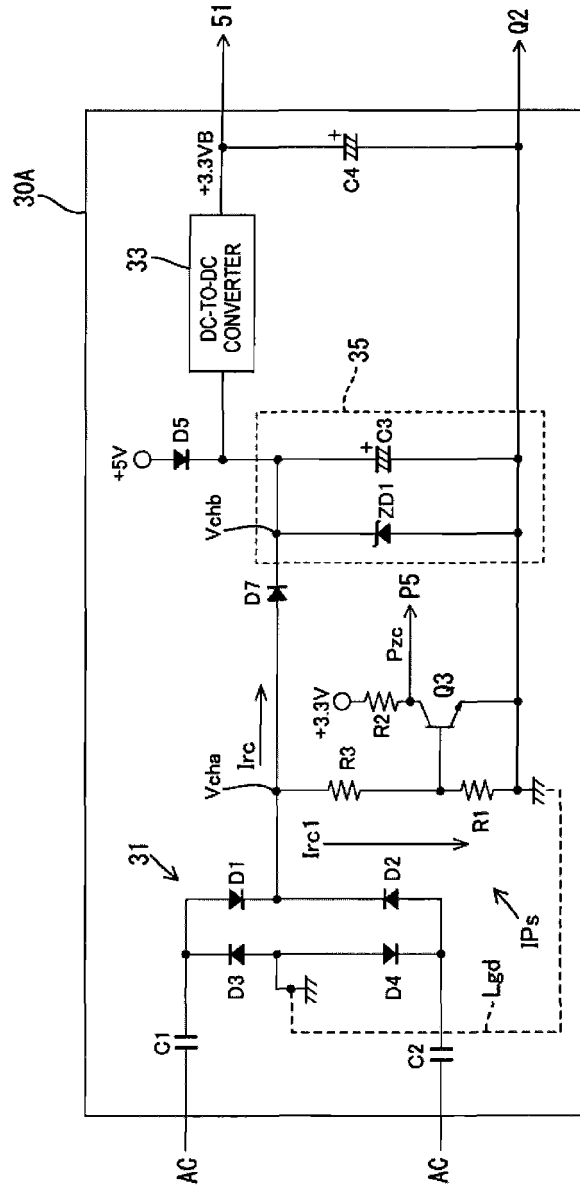 30A
51
+3.3VB
33
DC-TO-DC
CONVERTER
C4
Q2
+5V
D5
35
Vchb
C3
ZD1
D7
Irc
Vcha
+3.3V
R2
Pzc
P5
Q3
R3
R1
Irc1
31
D1
D2
D3
D4
IPs
Lgd
C1
C2
AC
AC